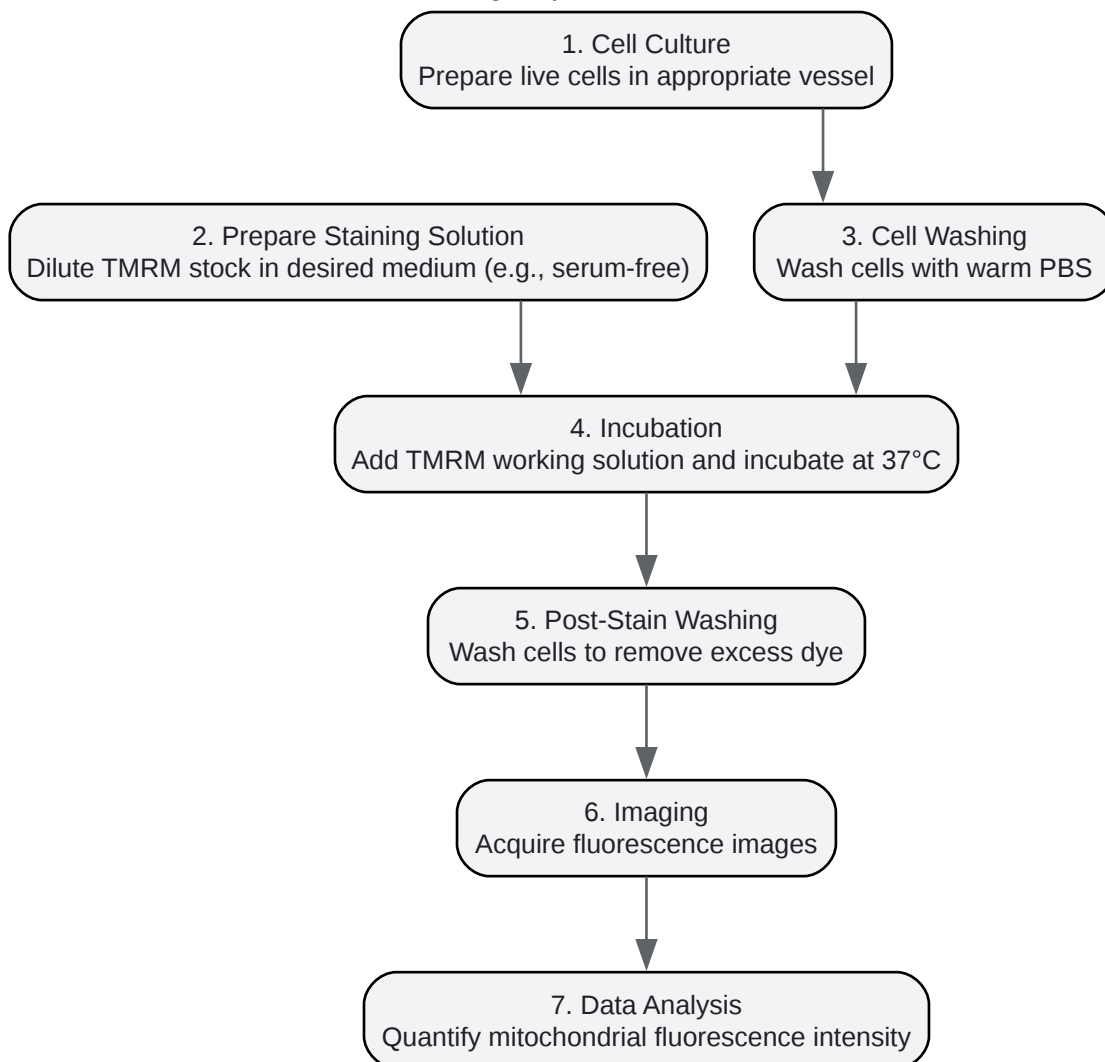 1. Cell Culture
Prepare live cells in appropriate vessel
2. Prepare Staining Solution
Dilute TMRM stock in desired medium (e.g., serum-free)
3. Cell Washing
Wash cells with warm PBS
4. Incubation
Add TMRM working solution and incubate at 37°C
5. Post-Stain Washing
Wash cells to remove excess dye
6. Imaging
Acquire fluorescence images
7. Data Analysis
Quantify mitochondrial fluorescence intensity